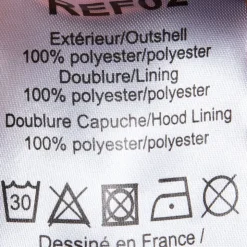 REF02
Extérieur/Outshell
100% polyester/polyester
Doublure/Lining
100% polyester/polyester
Doublure Capuche/Hood Lining
100% polyester/polyester
30
Dessiné en France /